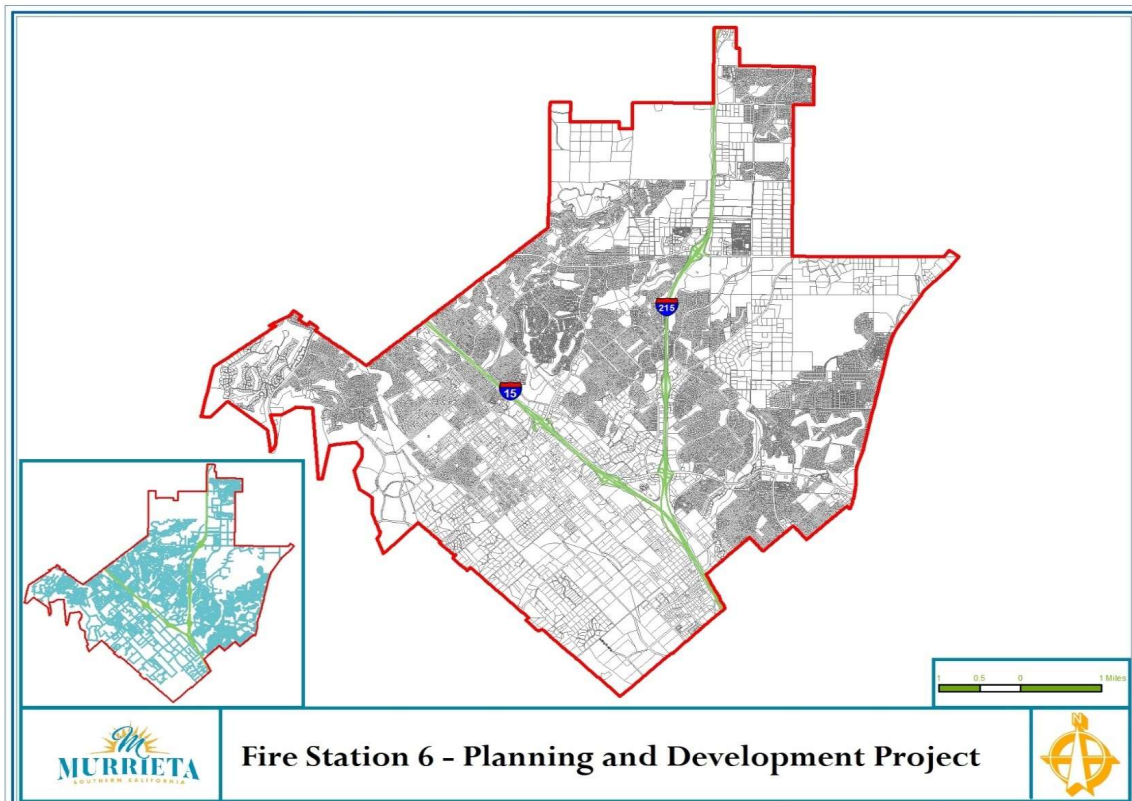 215
15
1 0.5 0 1 Miles
MURRIETA
SOUTHERN CALIFORNIA
Fire Station 6 - Planning and Development Project
N